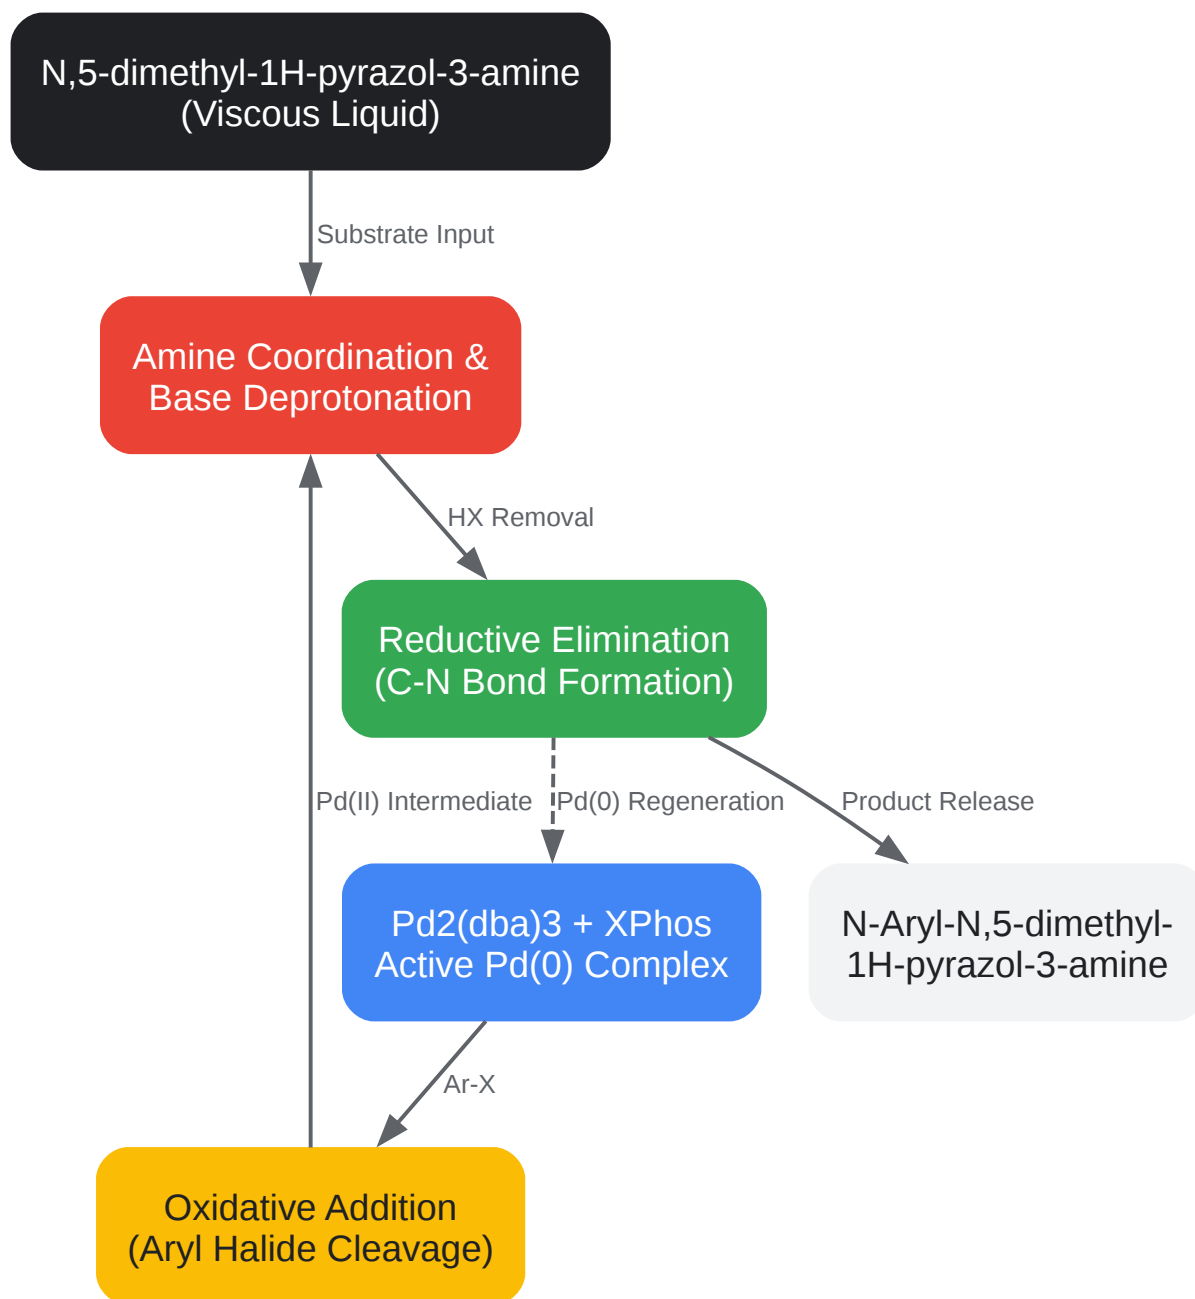 N,5-dimethyl-1H-pyrazol-3-amine
(Viscous Liquid)
Substrate Input
Amine Coordination &
Base Deprotonation
HX Removal
Reductive Elimination
(C-N Bond Formation)
Pd(II) Intermediate
Pd(0) Regeneration
Product Release
Pd2(dba)3 + XPhos
Active Pd(0) Complex
N-Aryl-N,5-dimethyl-
1H-pyrazol-3-amine
Ar-X
Oxidative Addition
(Aryl Halide Cleavage)